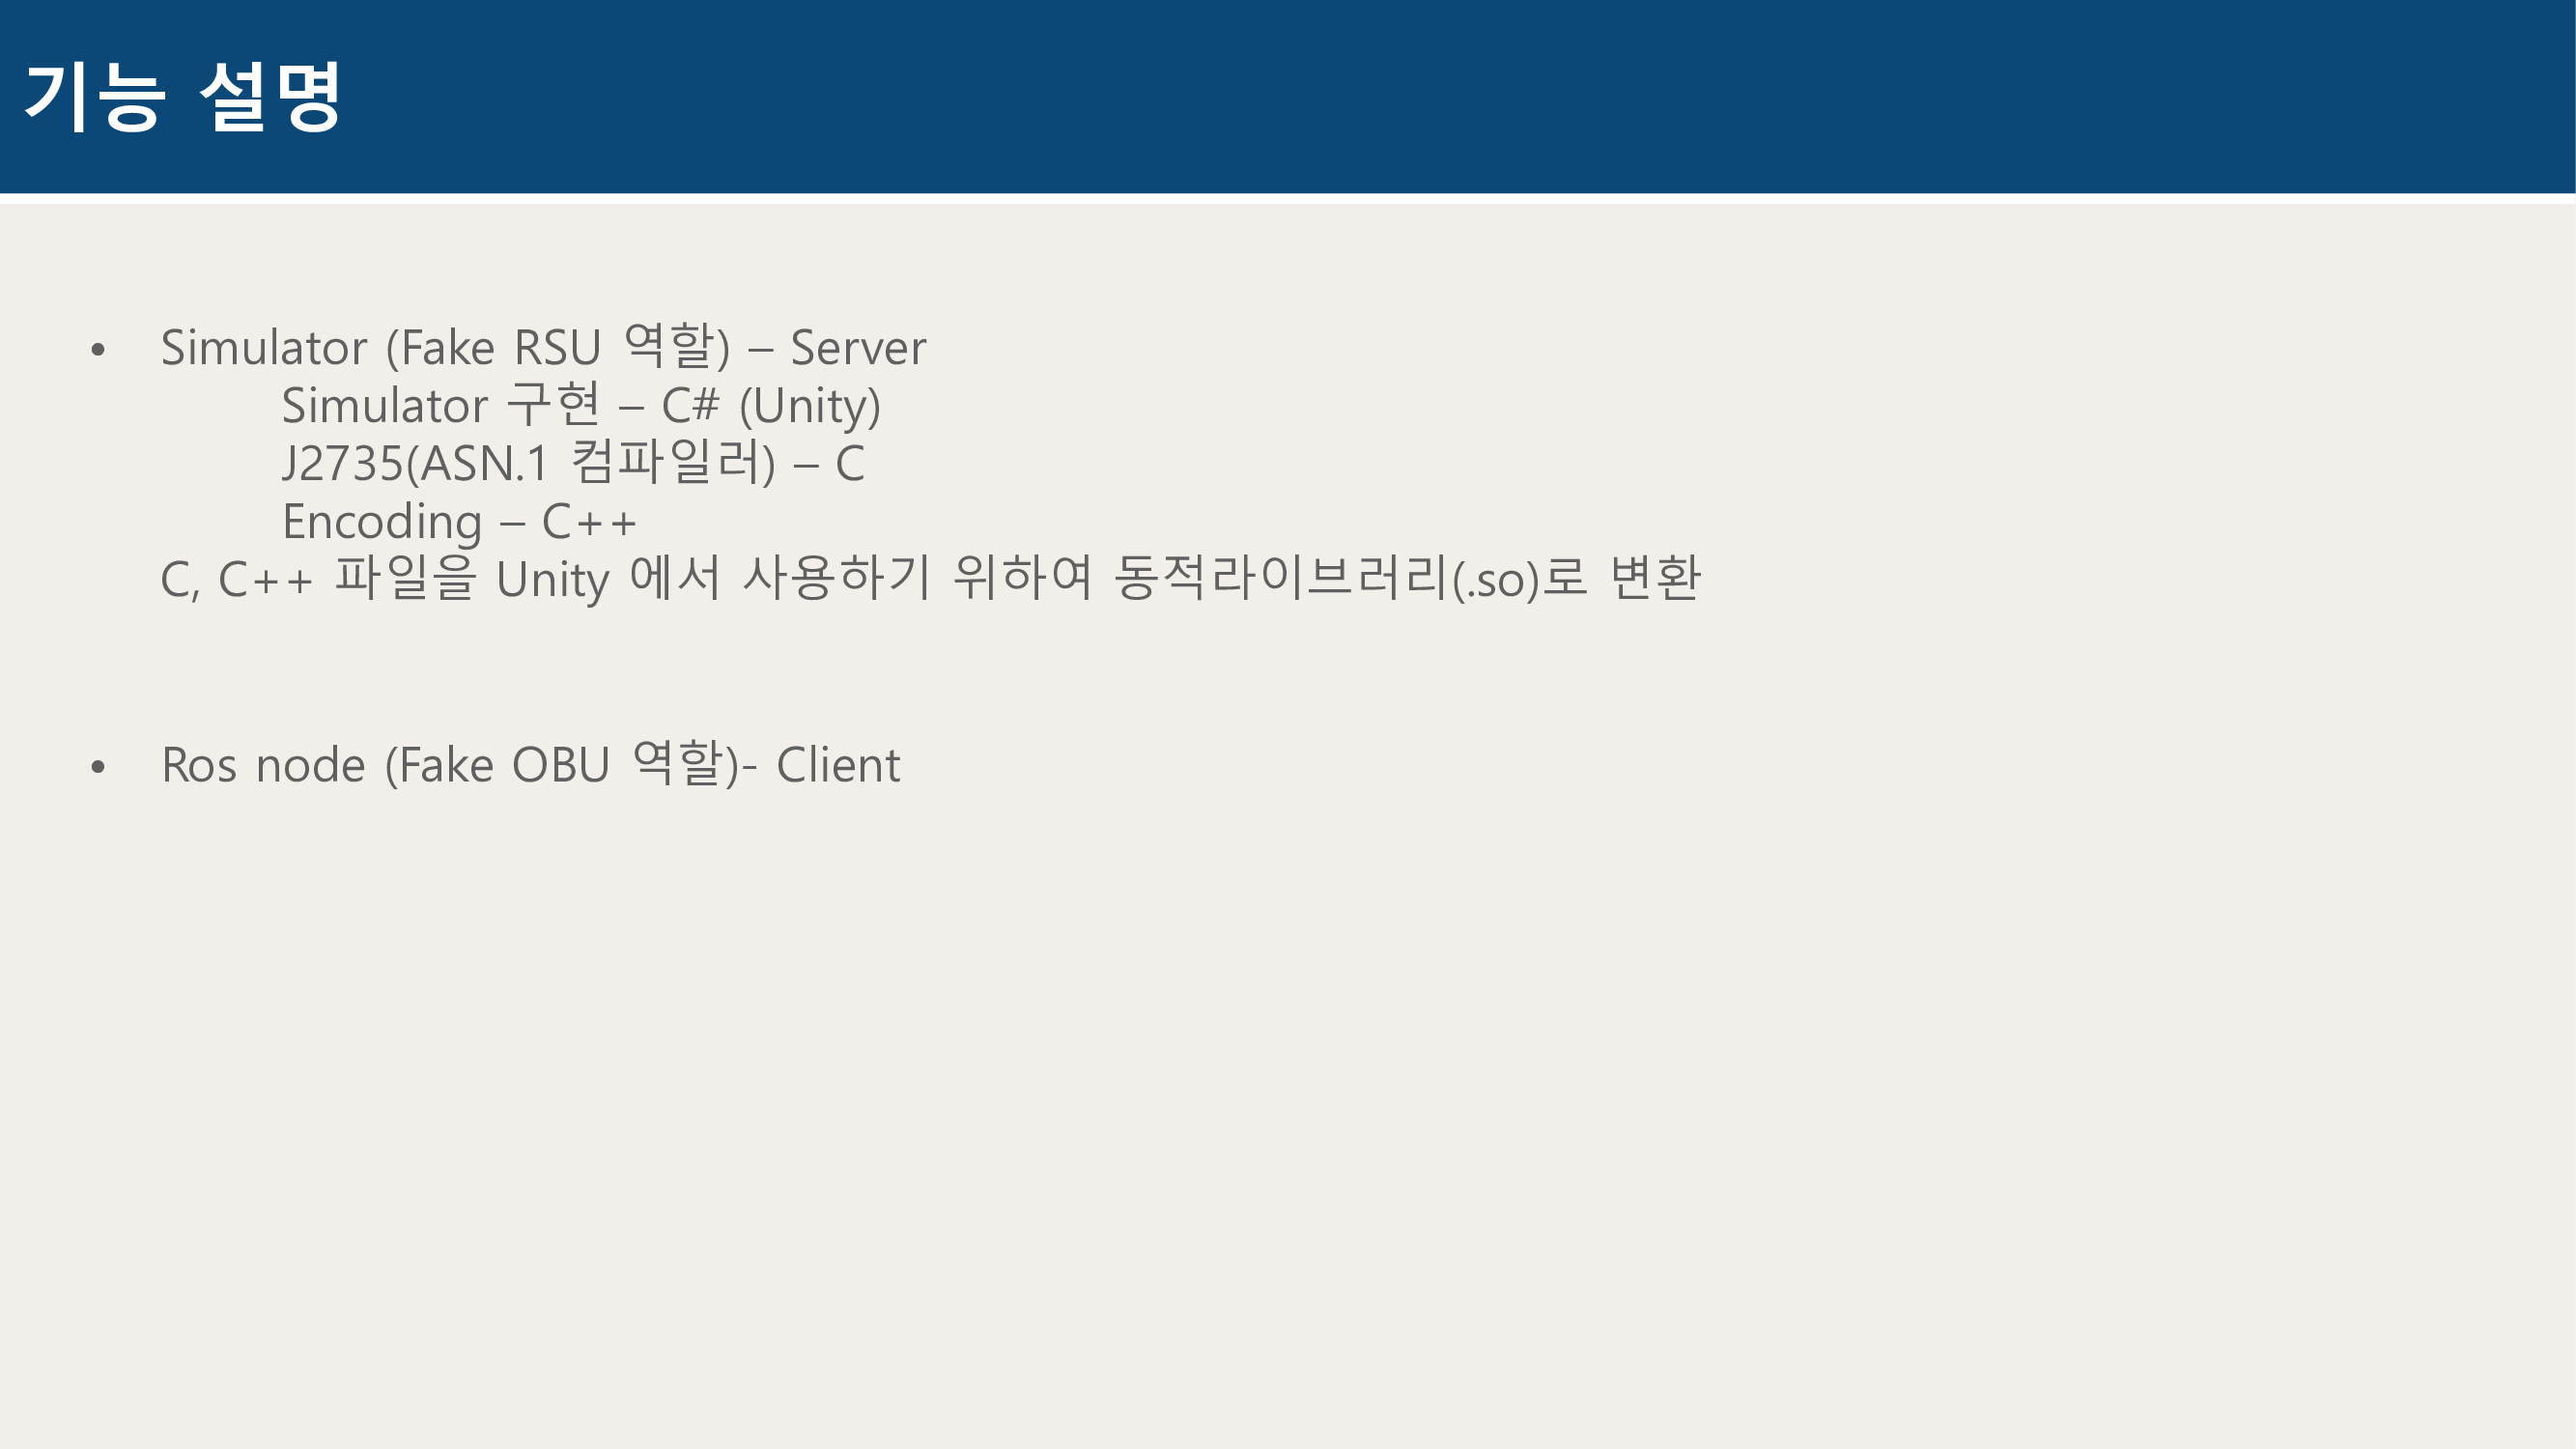 기능 설명
• Simulator (Fake RSU 역할) – Server
Simulator 구현 – C# (Unity)
J2735(ASN.1 컴파일러) – C
Encoding – C++
C, C++ 파일을 Unity 에서 사용하기 위하여 동적라이브러리(.so)로 변환
• Ros node (Fake OBU 역할)- Client